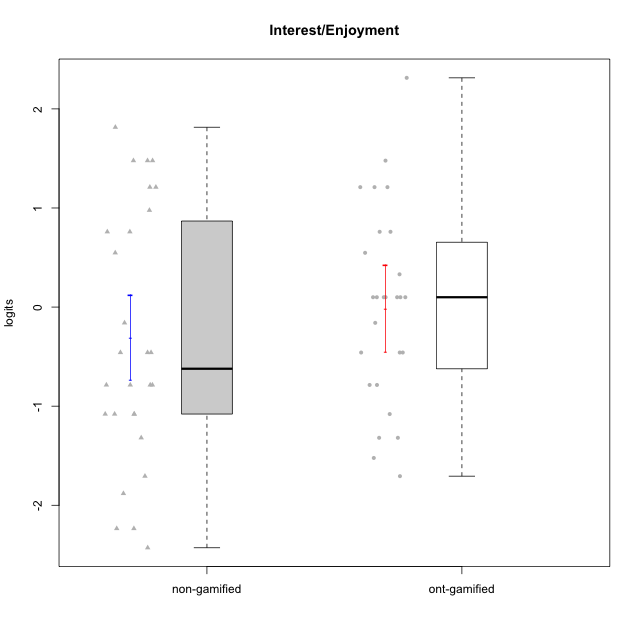 Interest/Enjoyment
logits
2
1
0
-1
-2
non-gamified
ont-gamified